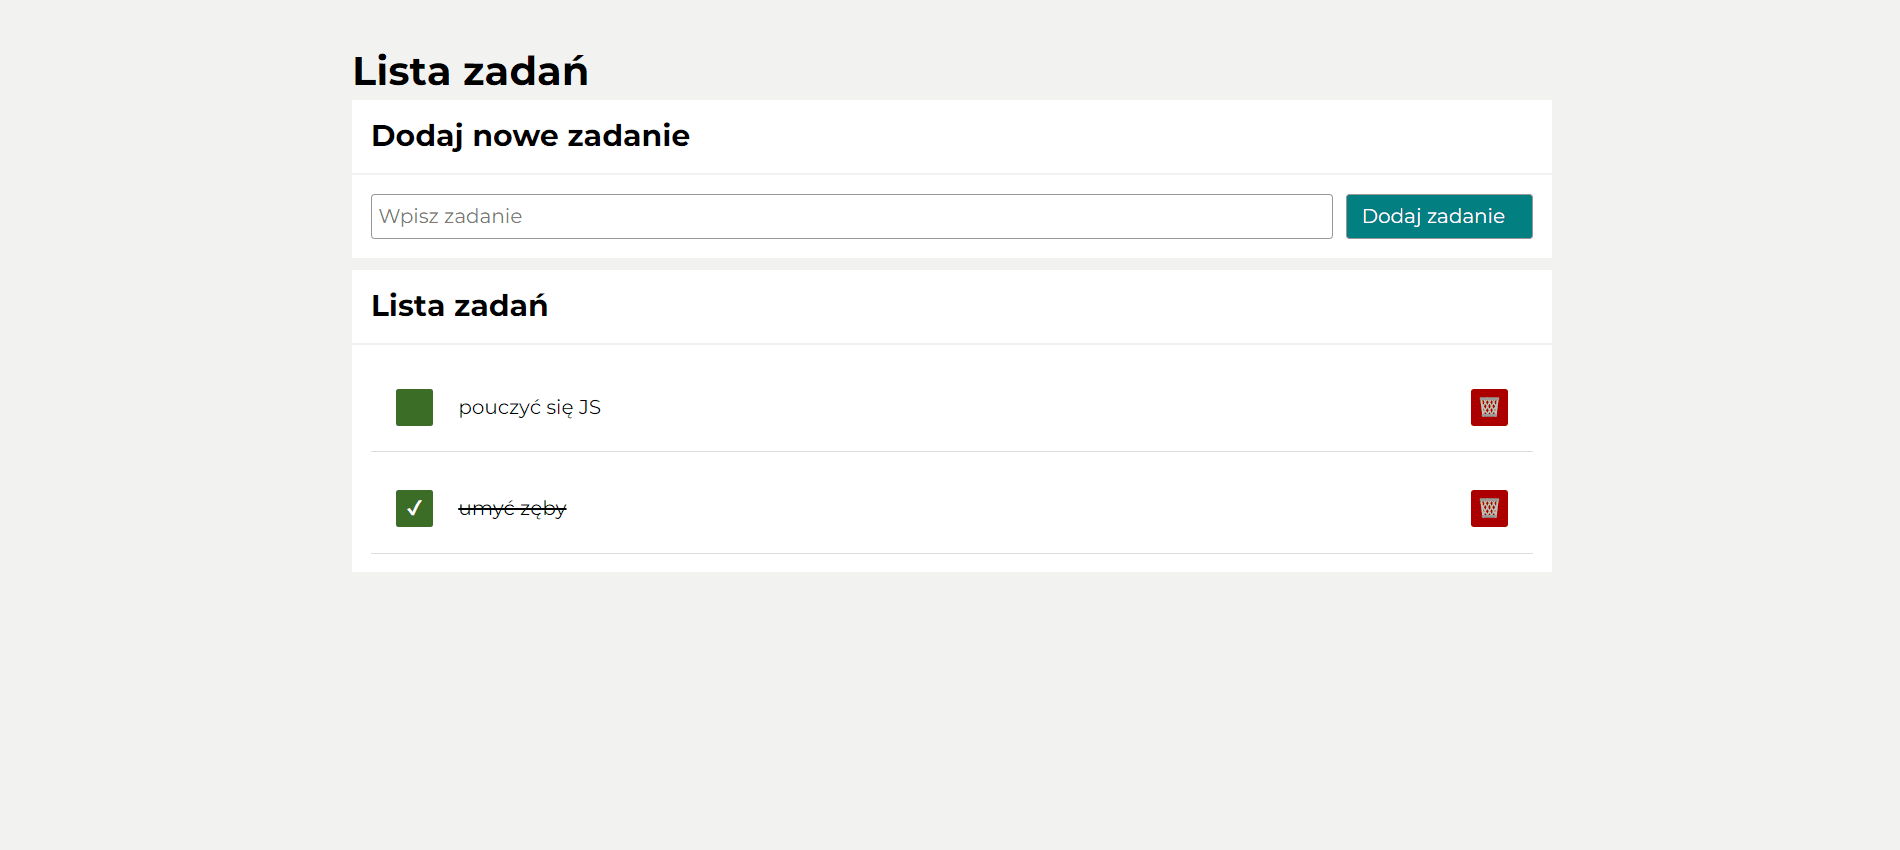 Lista zadań
Dodaj nowe zadanie
Wpisz zadanie
Dodaj zadanie
Lista zadań
pouczyć się JS
✓ umyć zęby